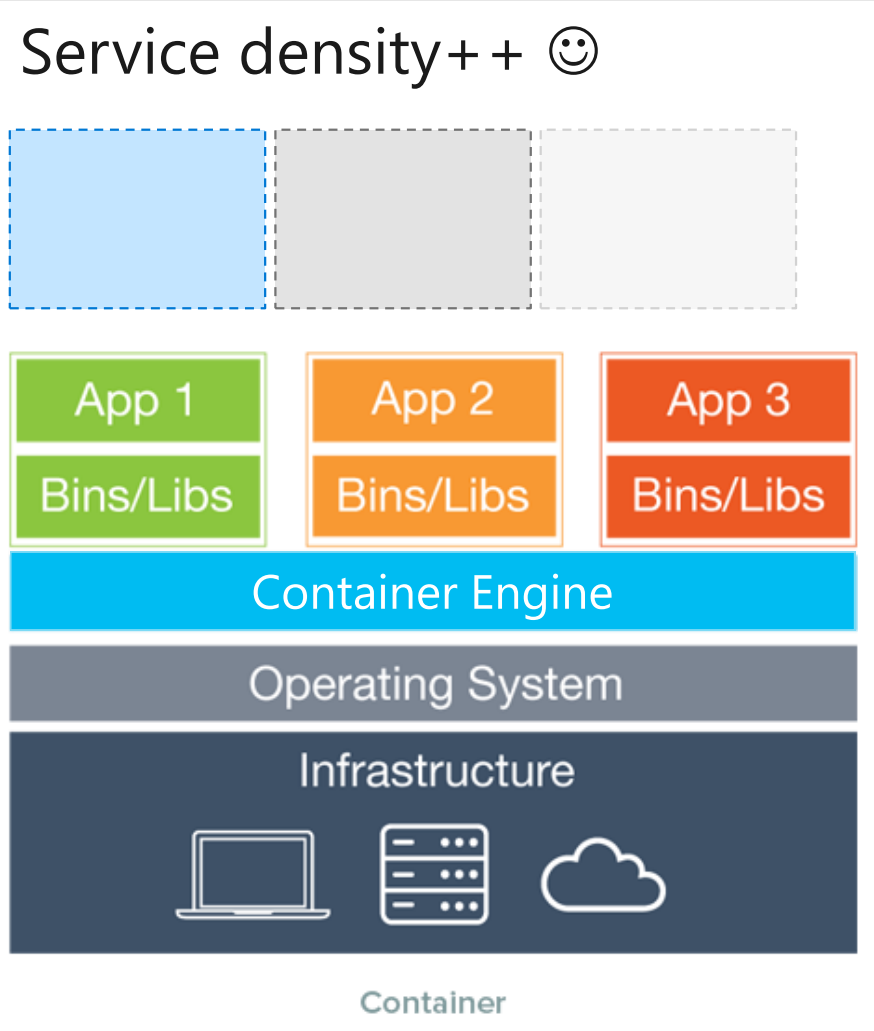 Service density++ ☺
App 1
App 2
App 3
Bins/Libs
Bins/Libs
Bins/Libs
Container Engine
Operating System
Infrastructure
Container